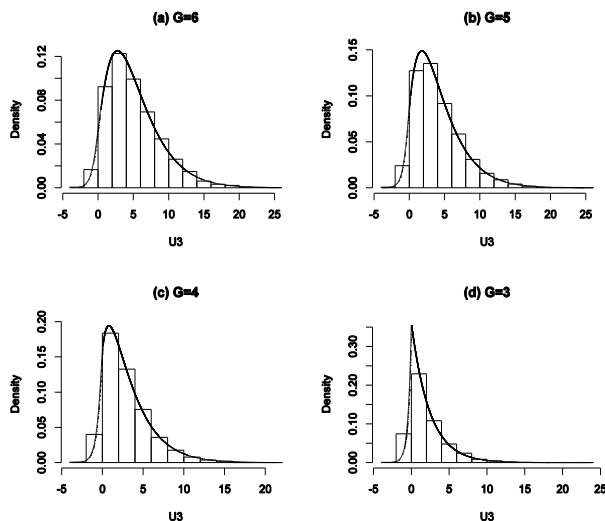 (a) G=6
Density
0.00 0.04 0.08 0.12
-5 0 5 10 15 20 25
U3
(b) G=5
Density
0.00 0.05 0.10 0.15
-5 0 5 10 15 20 25
U3
(c) G=4
Density
0.00 0.05 0.10 0.15 0.20
-5 0 5 10 15 20
U3
(d) G=3
Density
0.00 0.10 0.20 0.30
-5 0 5 10 15 20 25
U3